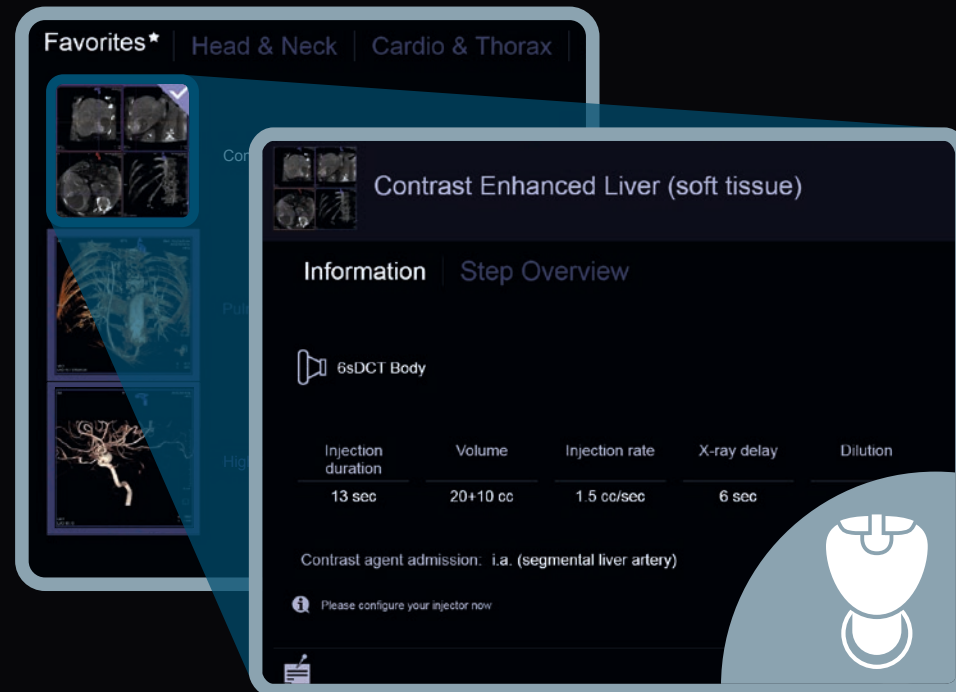 Favorites★ Head & Neck Cardio & Thorax
Contrast Enhanced Liver (soft tissue)
Information Step Overview
6sDCT Body
Injection duration Volume Injection rate X-ray delay Dilution
13 sec 20+10 cc 1.5 cc/sec 6 sec
Contrast agent admission: i.a. (segmental liver artery)
Please configure your injector now